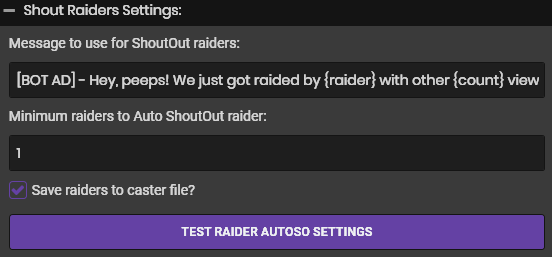 Shout Raiders Settings:
Message to use for ShoutOut raiders:
[BOT AD] - Hey, peeps! We just got raided by {raider} with other {count} view
Minimum raiders to Auto ShoutOut raider:
1
Save raiders to caster file?
TEST RAIDER AUTOSO SETTINGS